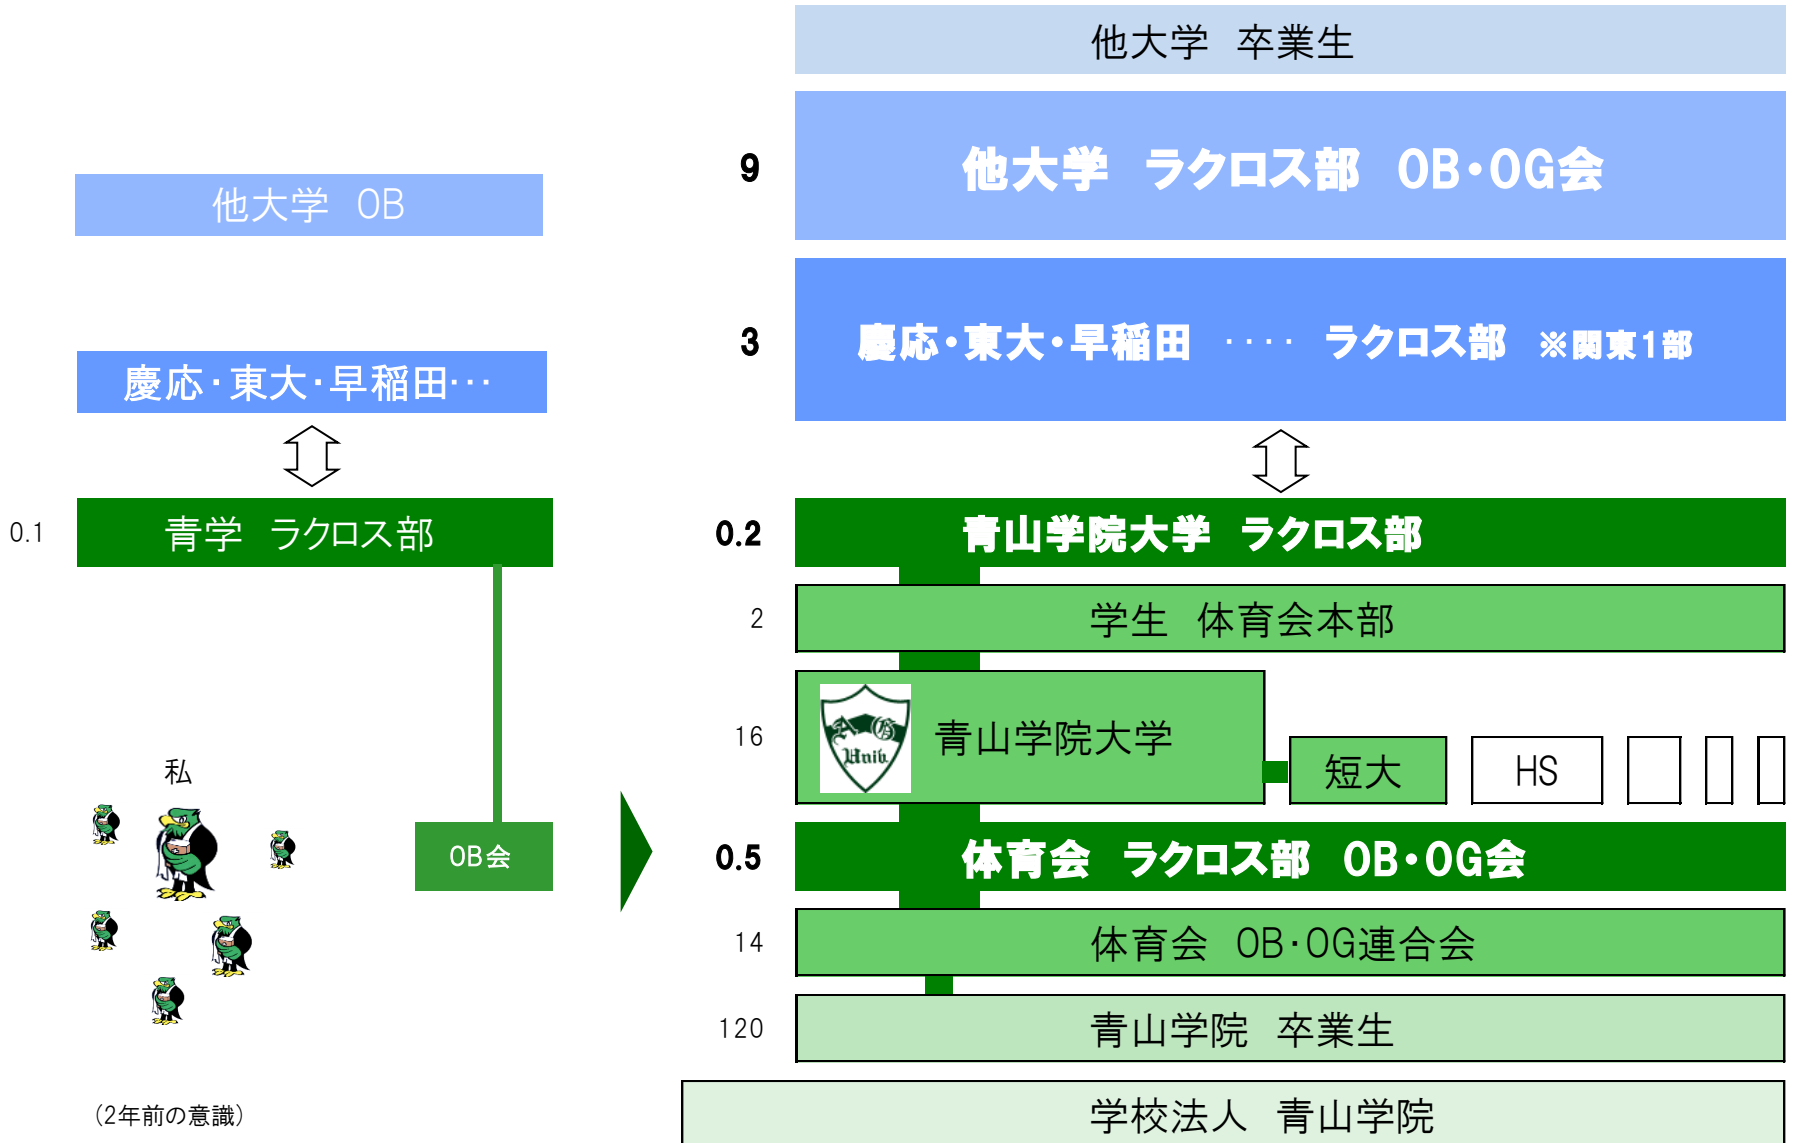 他大学 OB
慶応・東大・早稲田…
0.1 青学 ラクロス部
私
OB会
(2年前の意識)
他大学 卒業生
9 他大学 ラクロス部 OB・OG会
3 慶応・東大・早稲田 ‥‥ ラクロス部 ※関東1部
0.2 青山学院大学 ラクロス部
2 学生 体育会本部
16 A G Univ. 青山学院大学 短大 HS
0.5 体育会 ラクロス部 OB・OG会
14 体育会 OB・OG連合会
120 青山学院 卒業生
学校法人 青山学院